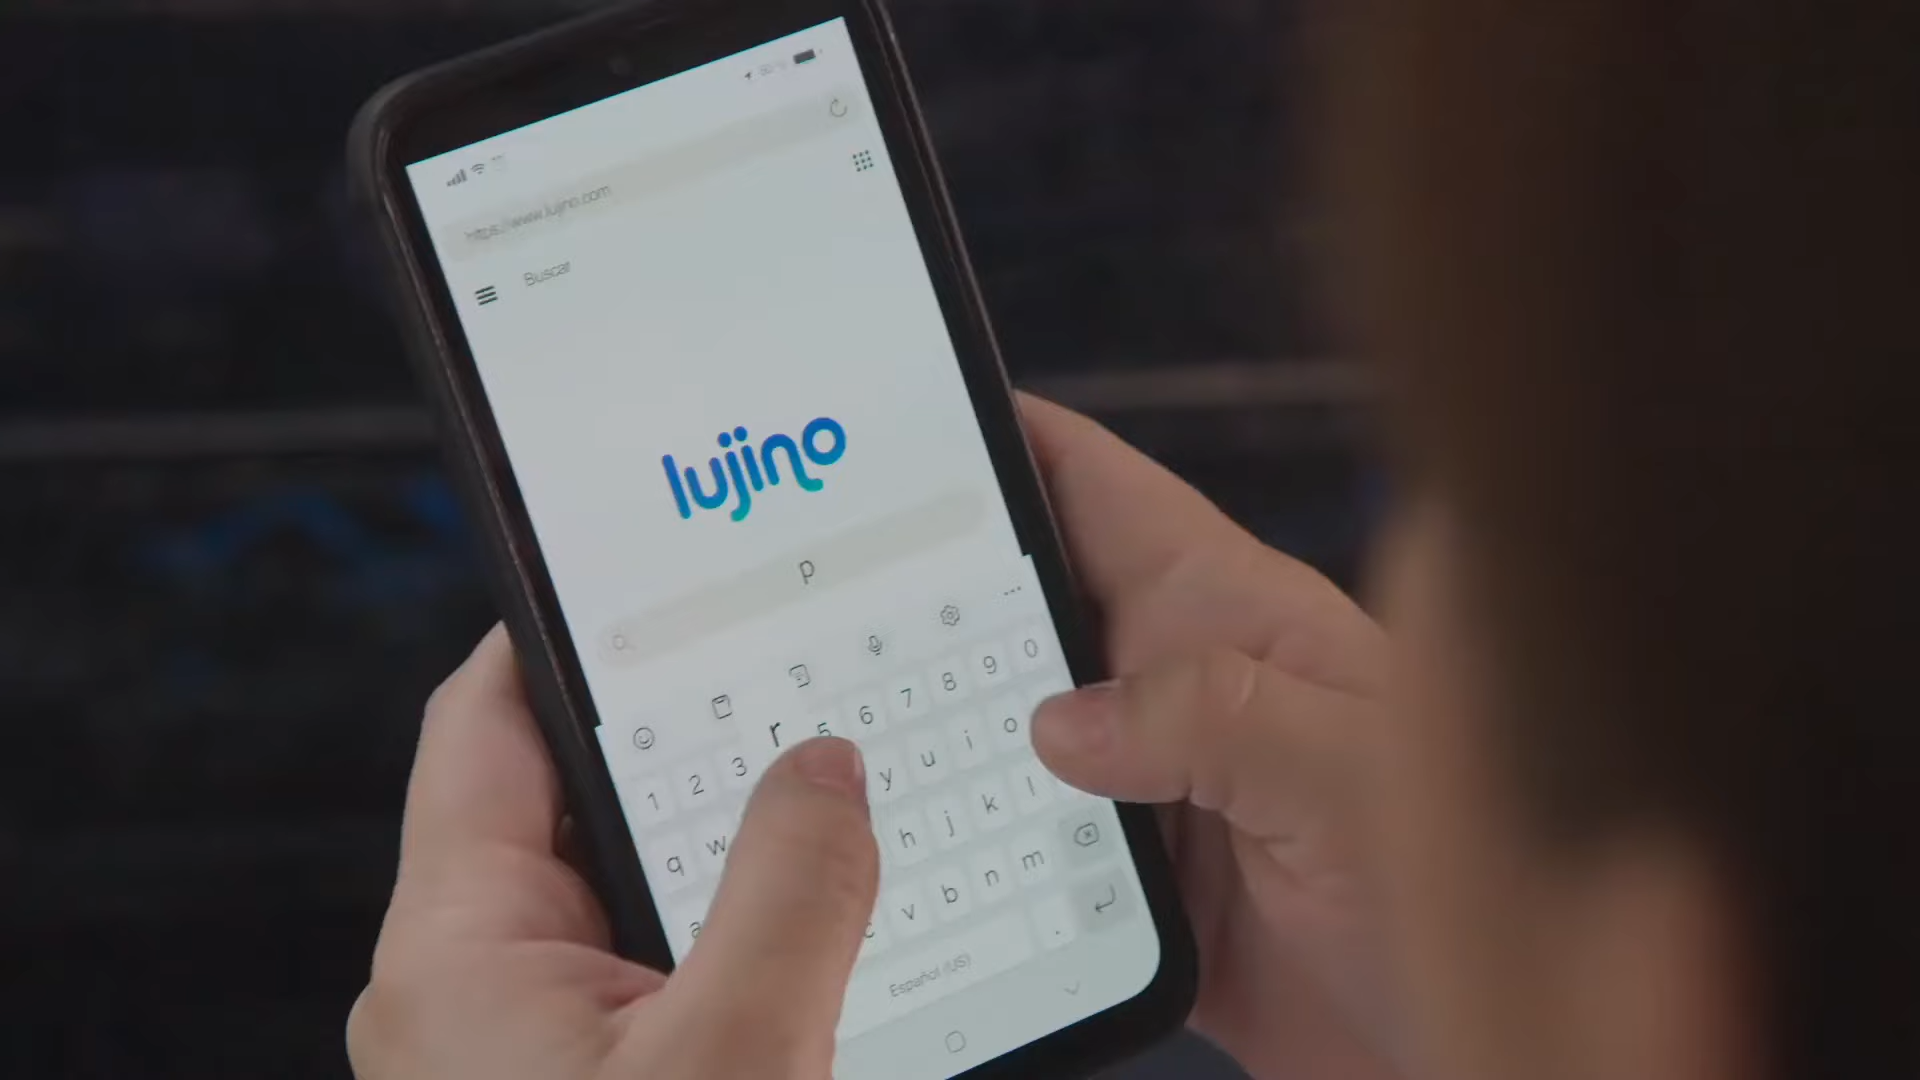 https://www.lujino.com
Buscar
lujino
p
r
1 2 3 5 6 7 8 9 0
q w y u i o
a h j k l
c v b n m
Español (US) .